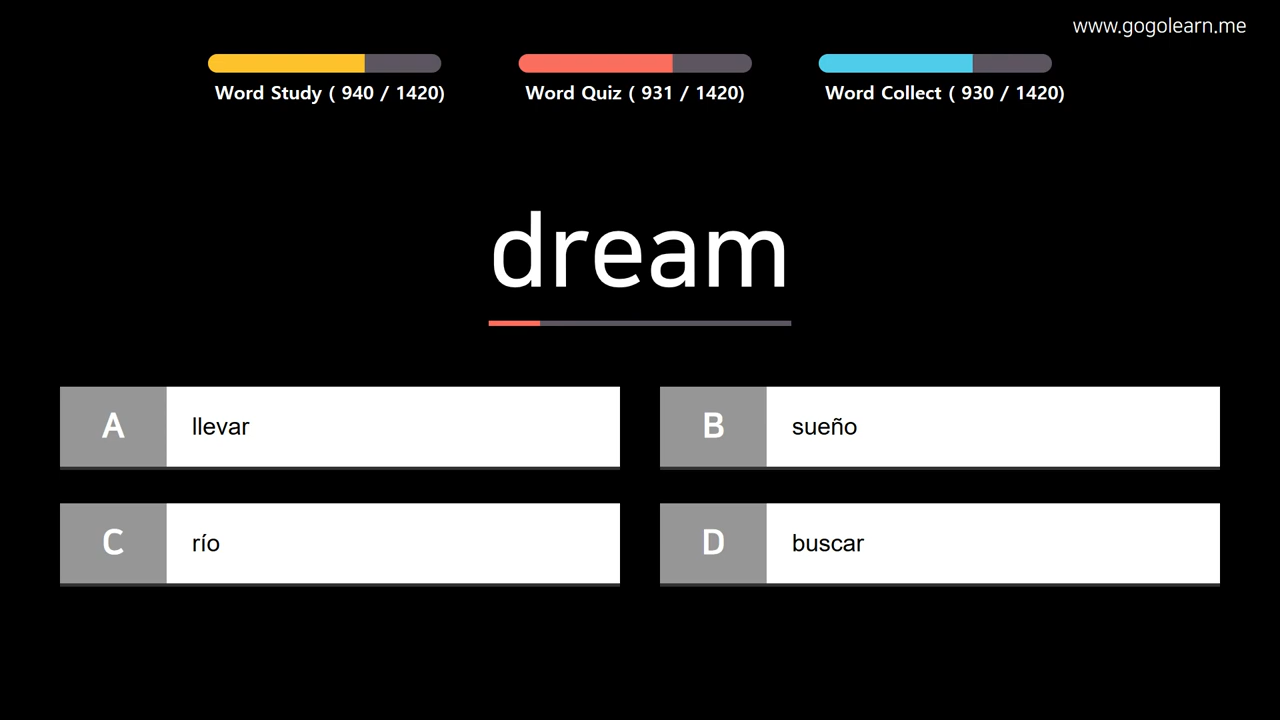 www.gogolearn.me
Word Study ( 940 / 1420)
Word Quiz ( 931 / 1420)
Word Collect ( 930 / 1420)
dream
A llevar
B sueño
C río
D buscar